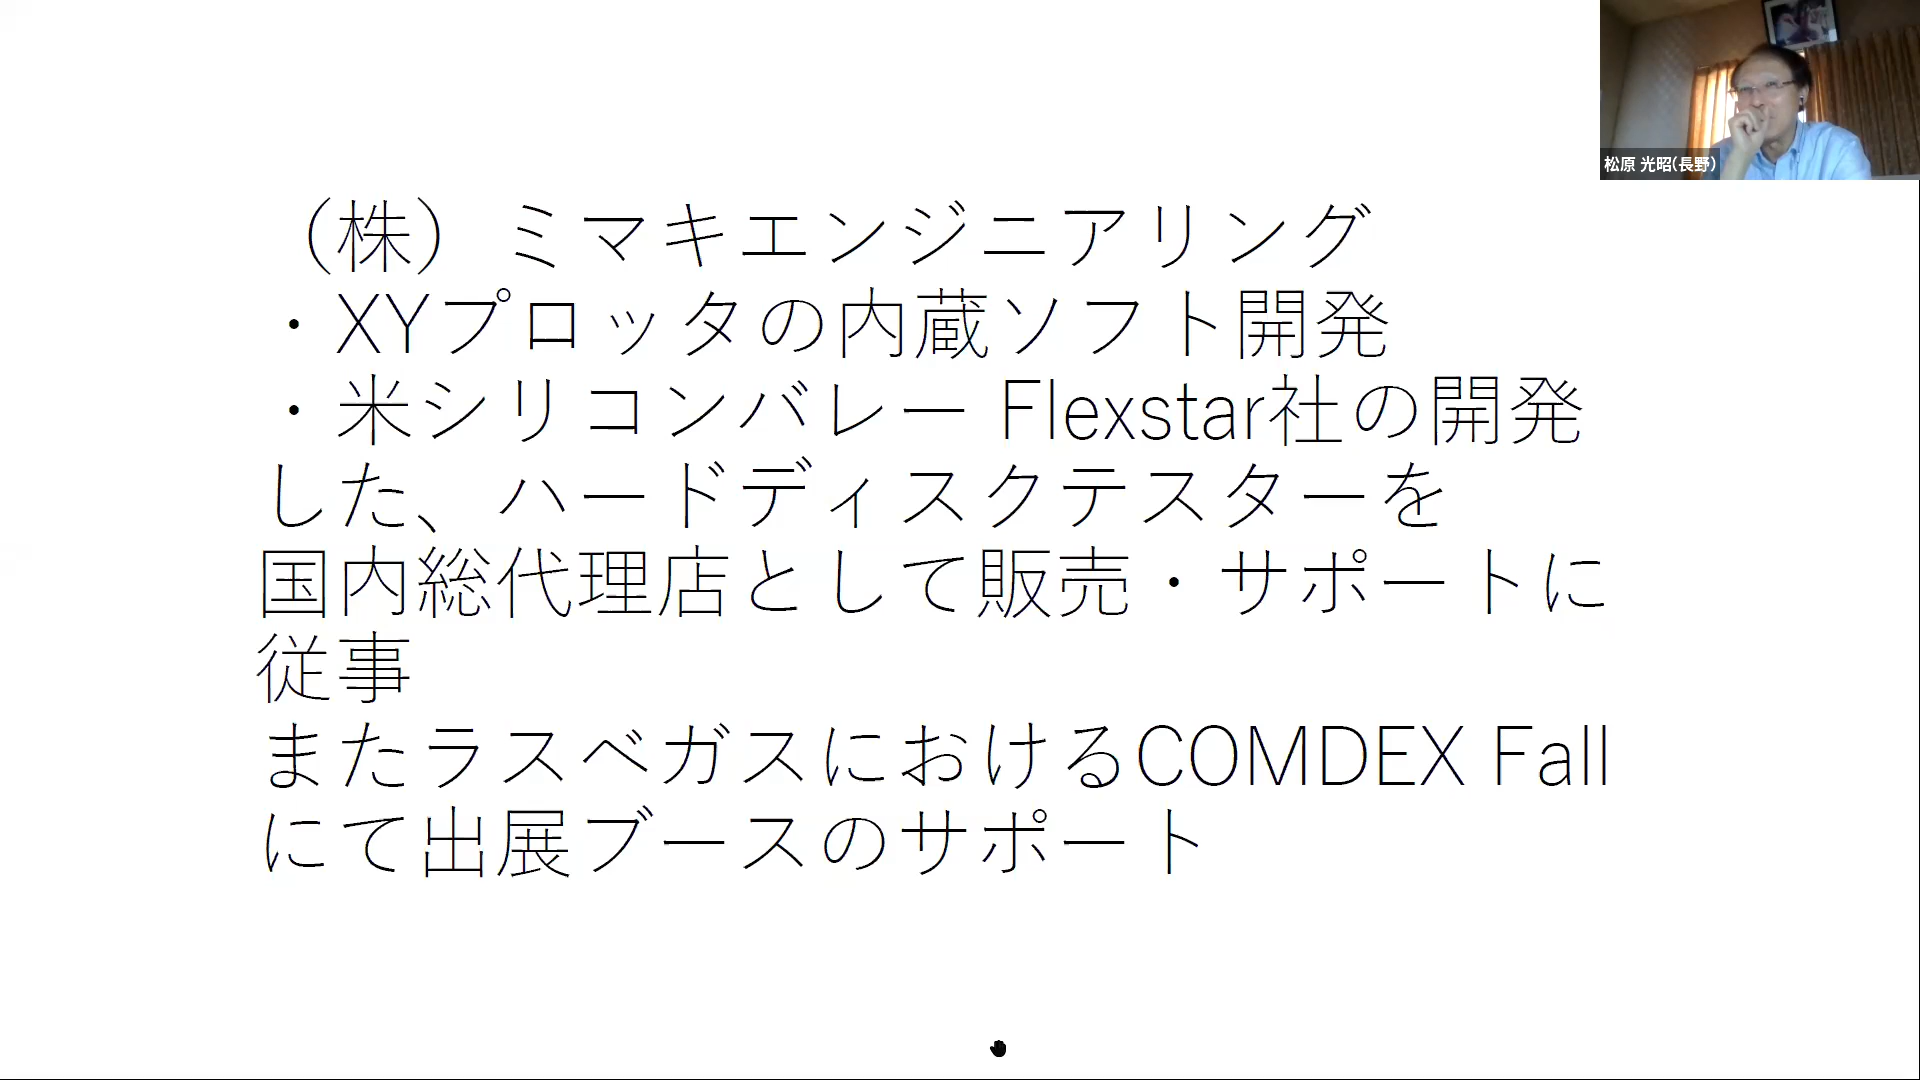 （株）ミマキエンジニアリング
・XYプロッタの内蔵ソフト開発
・米シリコンバレー Flexstar社の開発
した、ハードディスクテスターを
国内総代理店として販売・サポートに
従事
またラスベガスにおけるCOMDEX Fall
にて出展ブースのサポート
松原 光昭(長野)